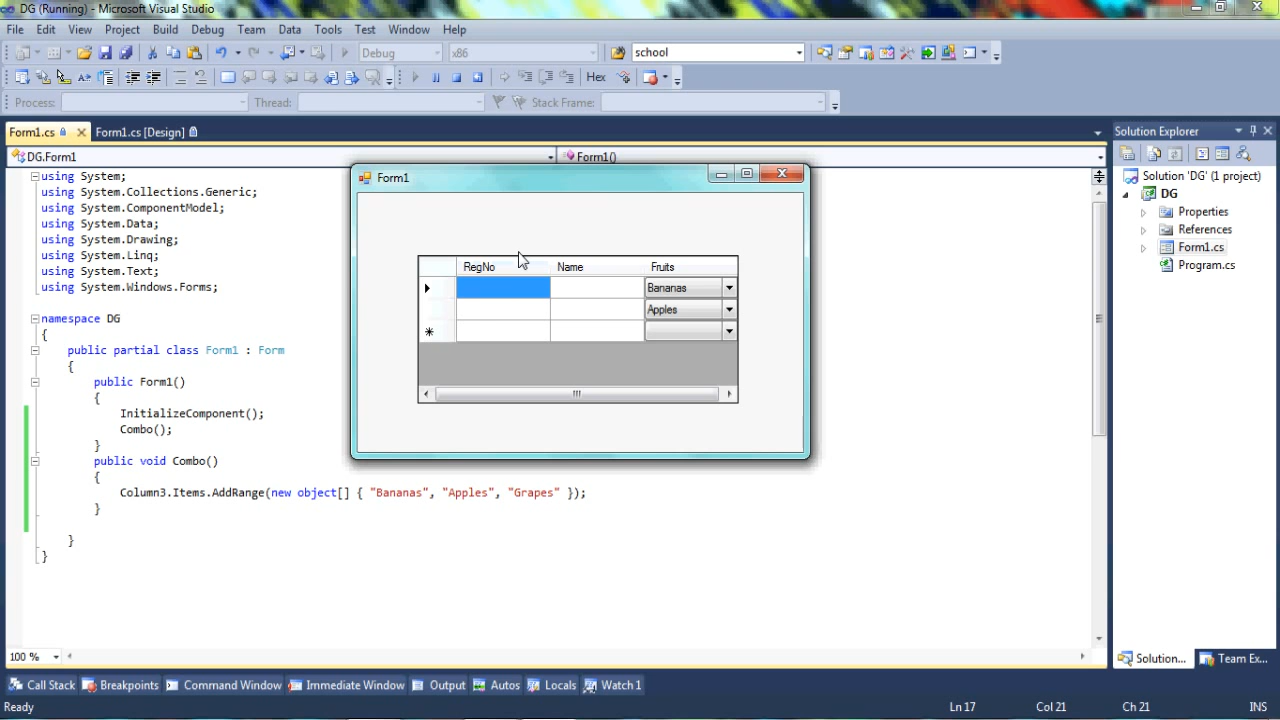 DG (Running) - Microsoft Visual Studio
File Edit View Project Build Debug Team Data Tools Test Window Help
Debug x86 school
Hex
Process: Thread: Stack Frame:
Form1.cs Form1.cs [Design] Solution Explorer
DG.Form1 Form1()
Solution 'DG' (1 project)
DG
Properties
References
Form1.cs
Program.cs
using System;
using System.Collections.Generic;
using System.ComponentModel;
using System.Data;
using System.Drawing;
using System.Linq;
using System.Text;
using System.Windows.Forms;
namespace DG
{
public partial class Form1 : Form
{
public Form1()
{
InitializeComponent();
Combo();
}
public void Combo()
{
Column3.Items.AddRange(new object[] { "Bananas", "Apples", "Grapes" });
}
}
}
Form1
RegNo Name Fruits
Bananas
Apples
100 %
Solution... Team Ex...
Call Stack Breakpoints Command Window Immediate Window Output Autos Locals Watch 1
Ready Ln 17 Col 21 Ch 21 INS